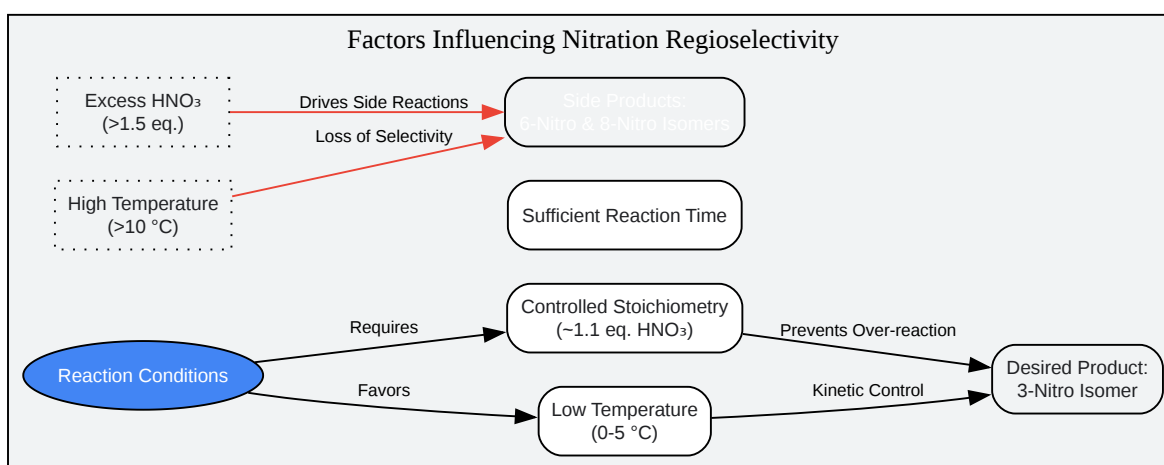 Factors Influencing Nitration Regioselectivity
Excess HNO₃
(>1.5 eq.)
Drives Side Reactions
Side Products:
6-Nitro & 8-Nitro Isomers
Loss of Selectivity
High Temperature
(>10 °C)
Sufficient Reaction Time
Controlled Stoichiometry
(~1.1 eq. HNO₃)
Requires
Prevents Over-reaction
Reaction Conditions
Desired Product:
3-Nitro Isomer
Favors
Kinetic Control
Low Temperature
(0-5 °C)